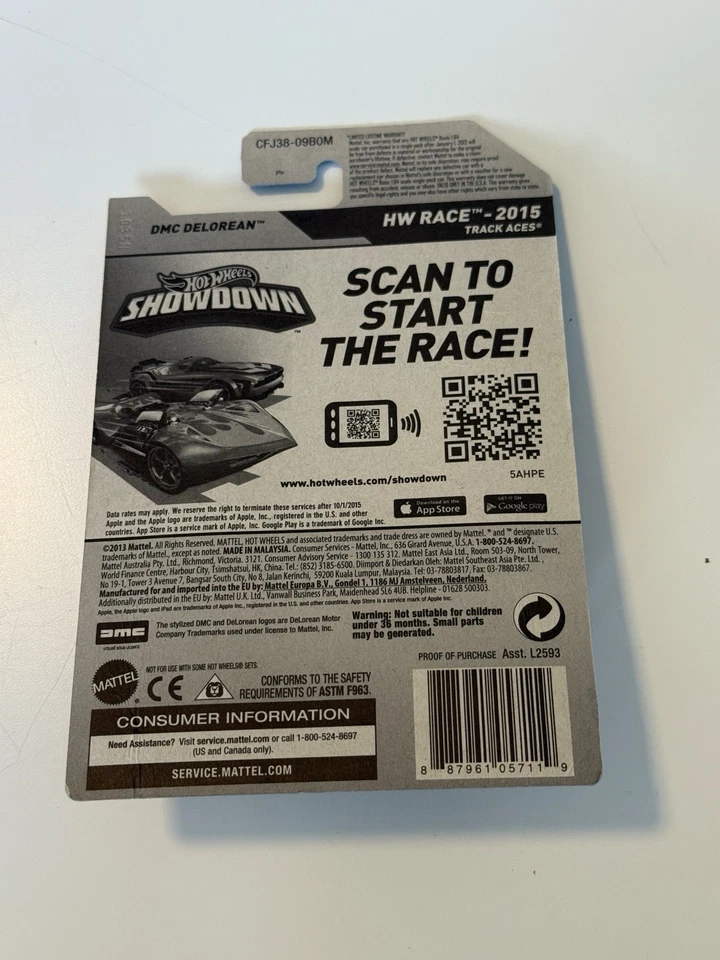 CFJ38-09B0M
*LIMITED LIFETIME WARRANTY
DMC DELOREAN™
HW RACE™ - 2015
TRACK ACES®
HOT WHEELS
SHOWDOWN™
SCAN TO
START
THE RACE!
www.hotwheels.com/showdown
5AHPE
Data rates may apply. We reserve the right to terminate these services after 10/1/2015
Apple and the Apple logo are trademarks of Apple, Inc., registered in the U.S. and other
countries. App Store is a service mark of Apple, Inc. Google Play is a trademark of Google Inc.
Download on the
App Store
GET IT ON
Google play
©2013 Mattel. All Rights Reserved. MATTEL, HOT WHEELS and associated trademarks and trade dress are owned by Mattel. ® and ™ designate U.S.
trademarks of Mattel, except as noted. MADE IN MALAYSIA. Consumer Services - Mattel, Inc., 636 Girard Avenue, U.S.A. 1-800-524-8697.
Mattel Australia Pty. Ltd., Richmond, Victoria. 3121. Consumer Advisory Service - 1300 135 312. Mattel East Asia Ltd., Room 503-09, North Tower,
World Finance Centre, Harbour City, Tsimshatsui, HK, China. Tel.: (852) 3185-6500. Diimport & Diedarkan Oleh: Mattel Southeast Asia Pte. Ltd.,
No 19-1, Tower 3 Avenue 7, Bangsar South City, No 8, Jalan Kerinchi, 59200 Kuala Lumpur, Malaysia. Tel: 03-78803817, Fax: 03-78803867.
Manufactured for and imported into the EU by: Mattel Europa B.V., Gondel 1, 1186 MJ Amstelveen, Nederland.
Additionally distributed in the EU by: Mattel U.K. Ltd., Vanwall Business Park, Maidenhead SL6 4UB. Helpline - 01628 500303.
Apple, the Apple logo and iPad are trademarks of Apple Inc., registered in the U.S. and other countries. App Store is a service mark of Apple Inc.
DMC
The stylized DMC and DeLorean logos are DeLorean Motor
Company Trademarks used under license to Mattel, Inc.
Warning: Not suitable for children
under 36 months. Small parts
may be generated.
PROOF OF PURCHASE Asst. L2593
MATTEL
NOT FOR USE WITH SOME HOT WHEELS® SETS.
CE
CONFORMS TO THE SAFETY
REQUIREMENTS OF ASTM F963.
CONSUMER INFORMATION
Need Assistance? Visit service.mattel.com or call 1-800-524-8697
(US and Canada only).
SERVICE.MATTEL.COM
8 87961 05711 9